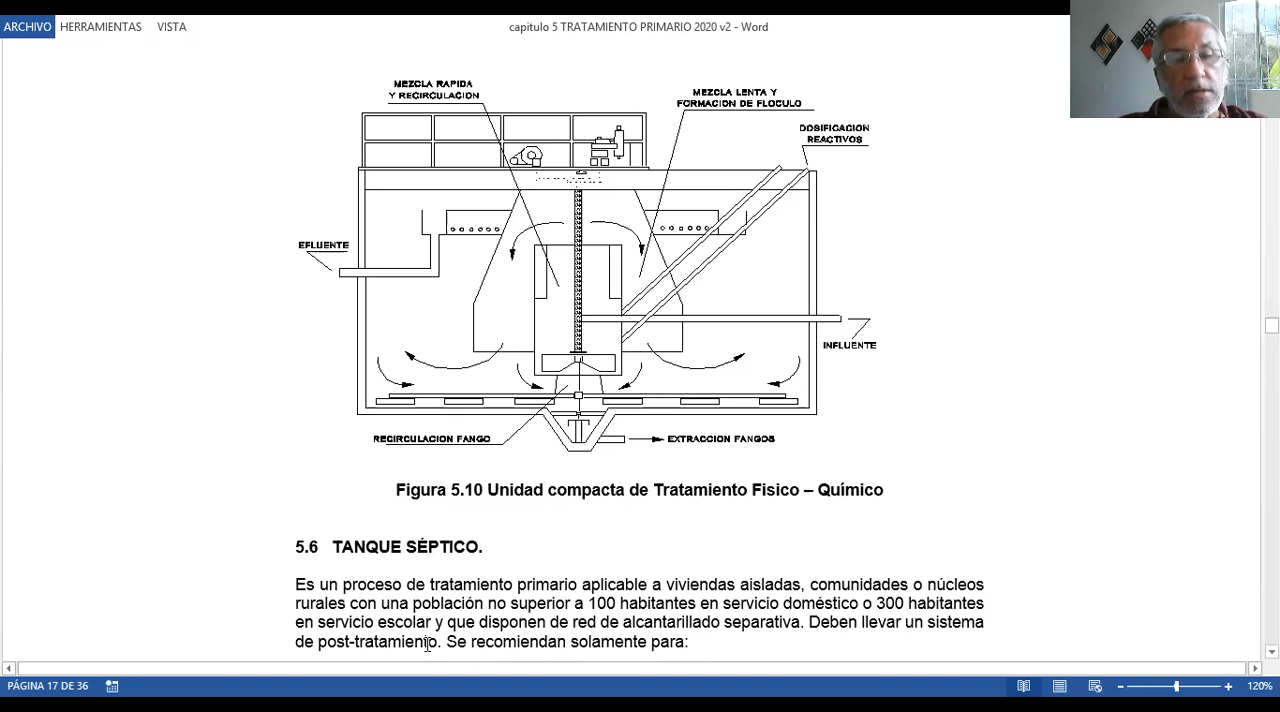 ARCHIVO HERRAMIENTAS VISTA
capitulo 5 TRATAMIENTO PRIMARIO 2020 v2 - Word
MEZCLA RAPIDA
Y RECIRCULACION
MEZCLA LENTA Y
FORMACION DE FLOCULO
DOSIFICACION
REACTIVOS
EFLUENTE
INFLUENTE
RECIRCULACION FANGO
EXTRACCION FANGOS
Figura 5.10 Unidad compacta de Tratamiento Fisico – Químico
5.6 TANQUE SÉPTICO.
Es un proceso de tratamiento primario aplicable a viviendas aisladas, comunidades o núcleos
rurales con una población no superior a 100 habitantes en servicio doméstico o 300 habitantes
en servicio escolar y que disponen de red de alcantarillado separativa. Deben llevar un sistema
de post-tratamiento. Se recomiendan solamente para:
PÁGINA 17 DE 36
120%